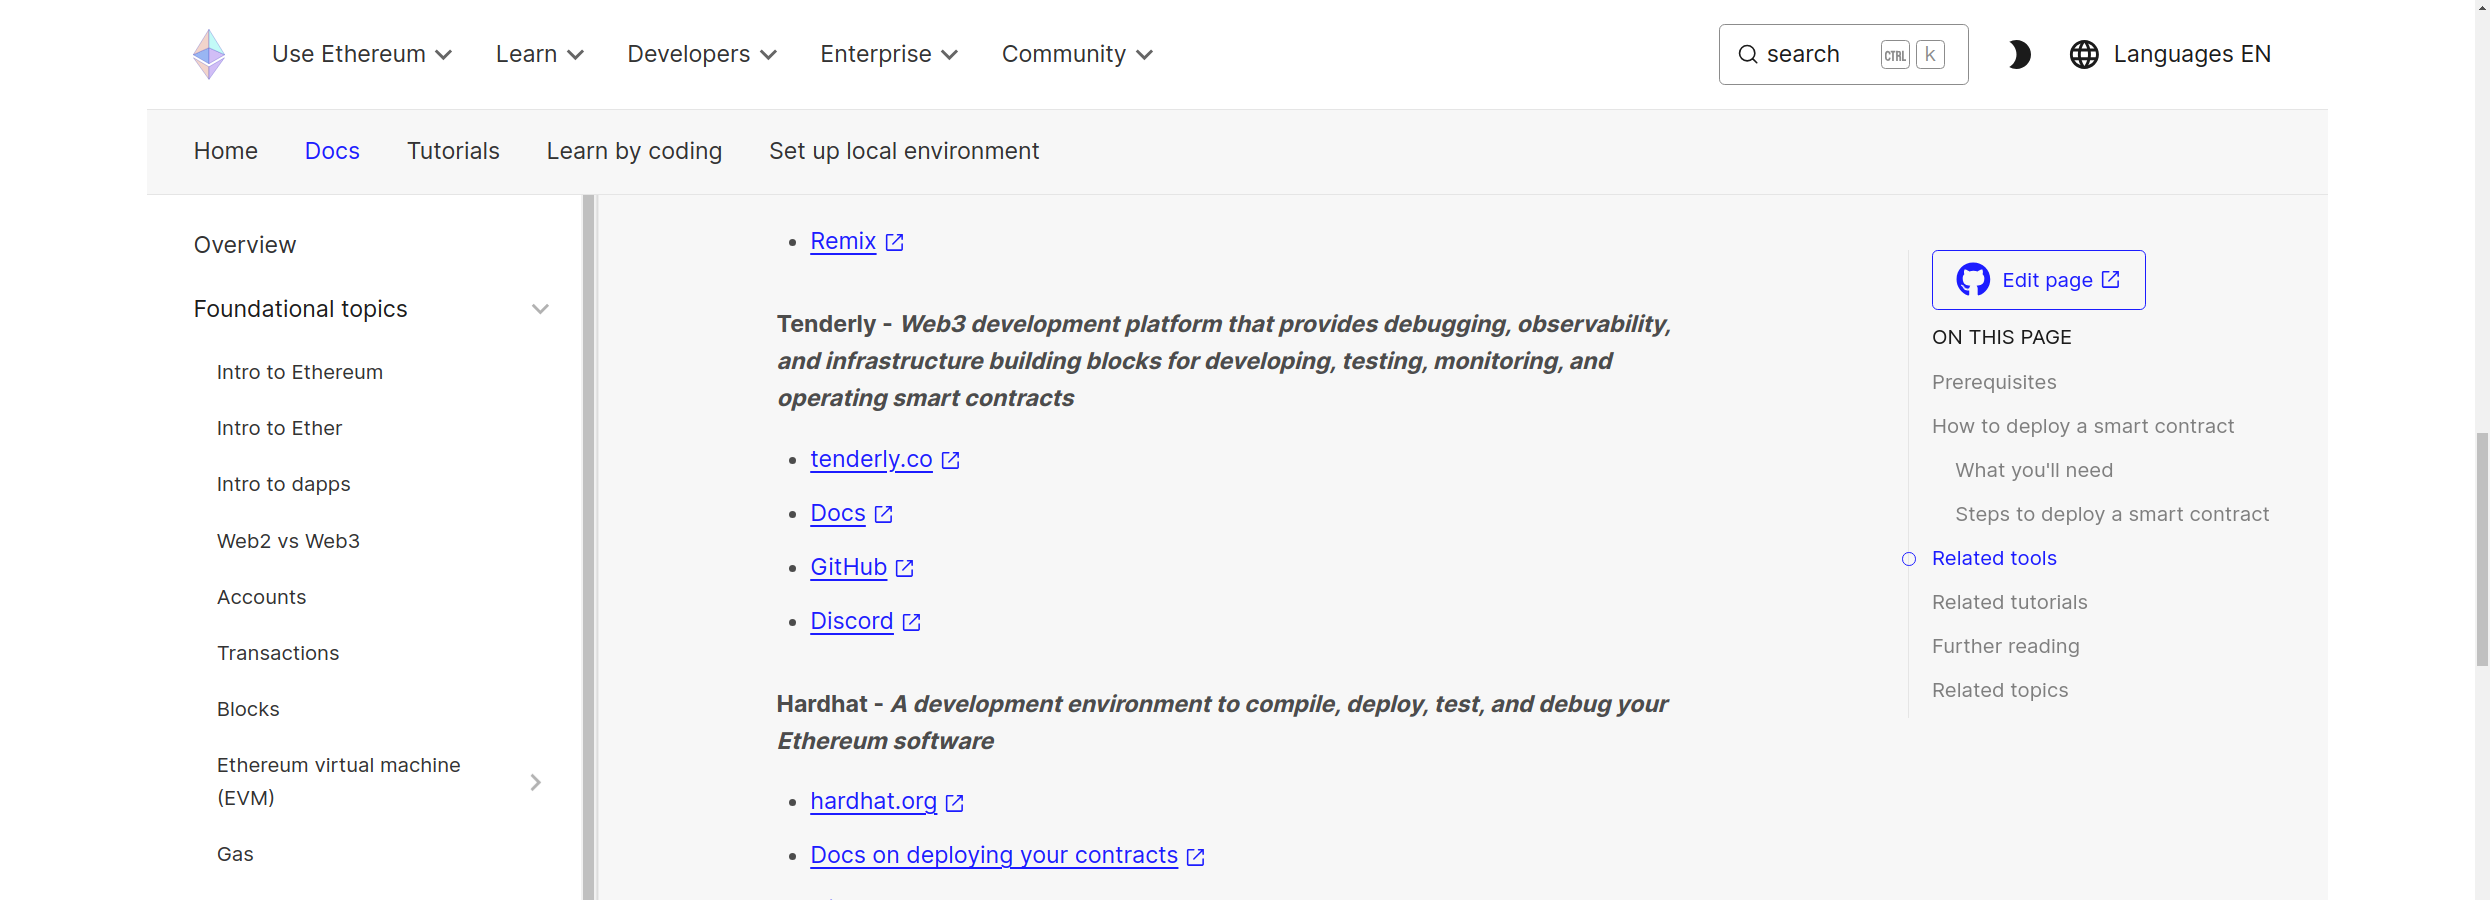 Use Ethereum
Learn
Developers
Enterprise
Community
search
CTRL
k
Languages EN
Home
Docs
Tutorials
Learn by coding
Set up local environment
Overview
Foundational topics
Intro to Ethereum
Intro to Ether
Intro to dapps
Web2 vs Web3
Accounts
Transactions
Blocks
Ethereum virtual machine
(EVM)
Gas
Remix
Tenderly - Web3 development platform that provides debugging, observability,
and infrastructure building blocks for developing, testing, monitoring, and
operating smart contracts
tenderly.co
Docs
GitHub
Discord
Hardhat - A development environment to compile, deploy, test, and debug your
Ethereum software
hardhat.org
Docs on deploying your contracts
Edit page
ON THIS PAGE
Prerequisites
How to deploy a smart contract
What you'll need
Steps to deploy a smart contract
Related tools
Related tutorials
Further reading
Related topics